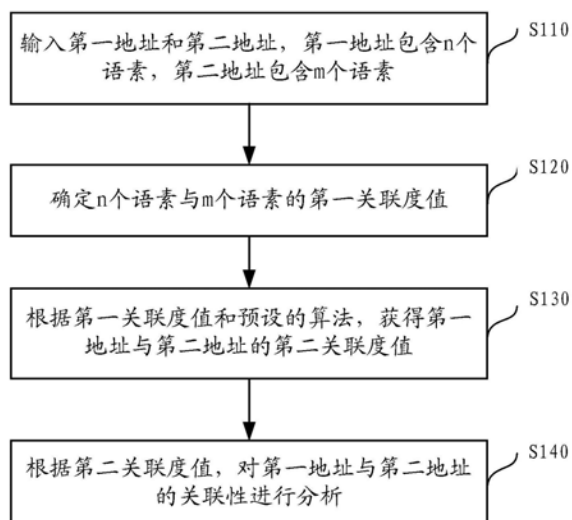 输入第一地址和第二地址，第一地址包含n个
语素，第二地址包含m个语素
S110
确定n个语素与m个语素的第一关联度值
S120
根据第一关联度值和预设的算法，获得第一
地址与第二地址的第二关联度值
S130
根据第二关联度值，对第一地址与第二地址
的关联性进行分析
S140